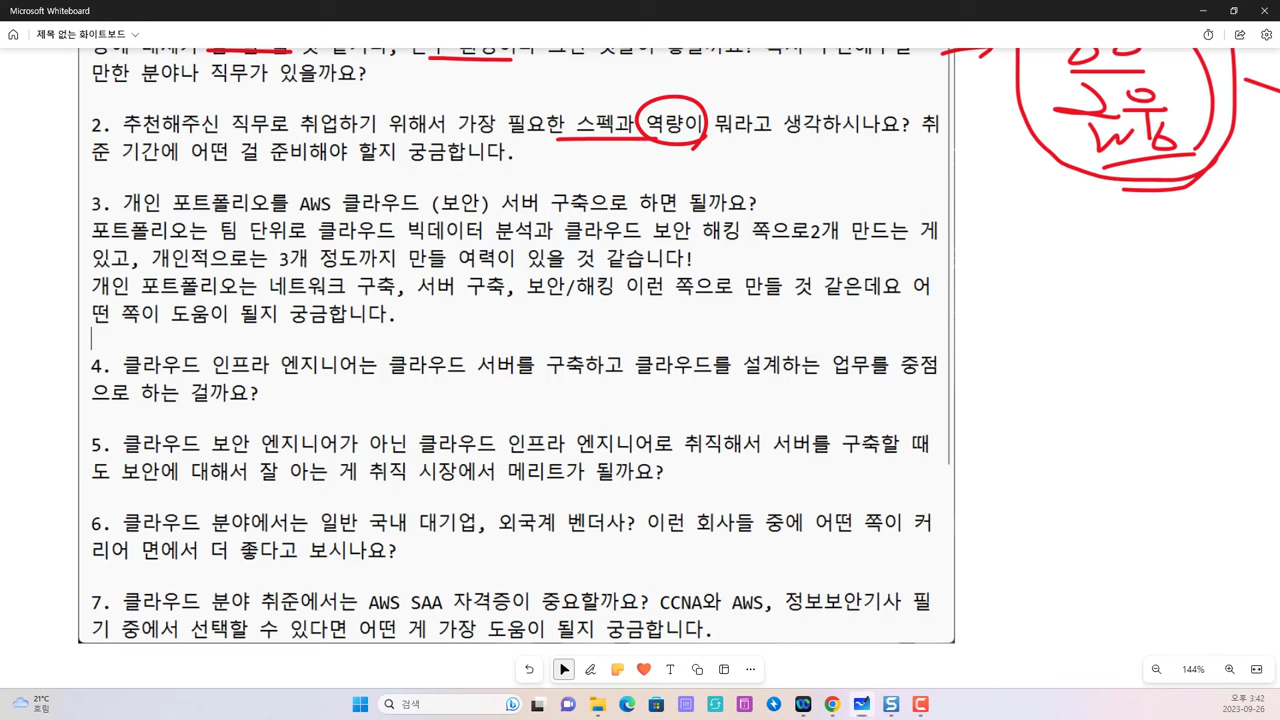 Microsoft Whiteboard
제목 없는 화이트보드
만한 분야나 직무가 있을까요?
2. 추천해주신 직무로 취업하기 위해서 가장 필요한 스펙과 역량이 뭐라고 생각하시나요? 취
준 기간에 어떤 걸 준비해야 할지 궁금합니다.
3. 개인 포트폴리오를 AWS 클라우드 (보안) 서버 구축으로 하면 될까요?
포트폴리오는 팀 단위로 클라우드 빅데이터 분석과 클라우드 보안 해킹 쪽으로2개 만드는 게
있고, 개인적으로는 3개 정도까지 만들 여력이 있을 것 같습니다!
개인 포트폴리오는 네트워크 구축, 서버 구축, 보안/해킹 이런 쪽으로 만들 것 같은데요 어
떤 쪽이 도움이 될지 궁금합니다.
4. 클라우드 인프라 엔지니어는 클라우드 서버를 구축하고 클라우드를 설계하는 업무를 중점
으로 하는 걸까요?
5. 클라우드 보안 엔지니어가 아닌 클라우드 인프라 엔지니어로 취직해서 서버를 구축할 때
도 보안에 대해서 잘 아는 게 취직 시장에서 메리트가 될까요?
6. 클라우드 분야에서는 일반 국내 대기업, 외국계 벤더사? 이런 회사들 중에 어떤 쪽이 커
리어 면에서 더 좋다고 보시나요?
7. 클라우드 분야 취준에서는 AWS SAA 자격증이 중요할까요? CCNA와 AWS, 정보보안기사 필
기 중에서 선택할 수 있다면 어떤 게 가장 도움이 될지 궁금합니다.
144%
21°C
흐림
검색
오후 3:42
2023-09-26